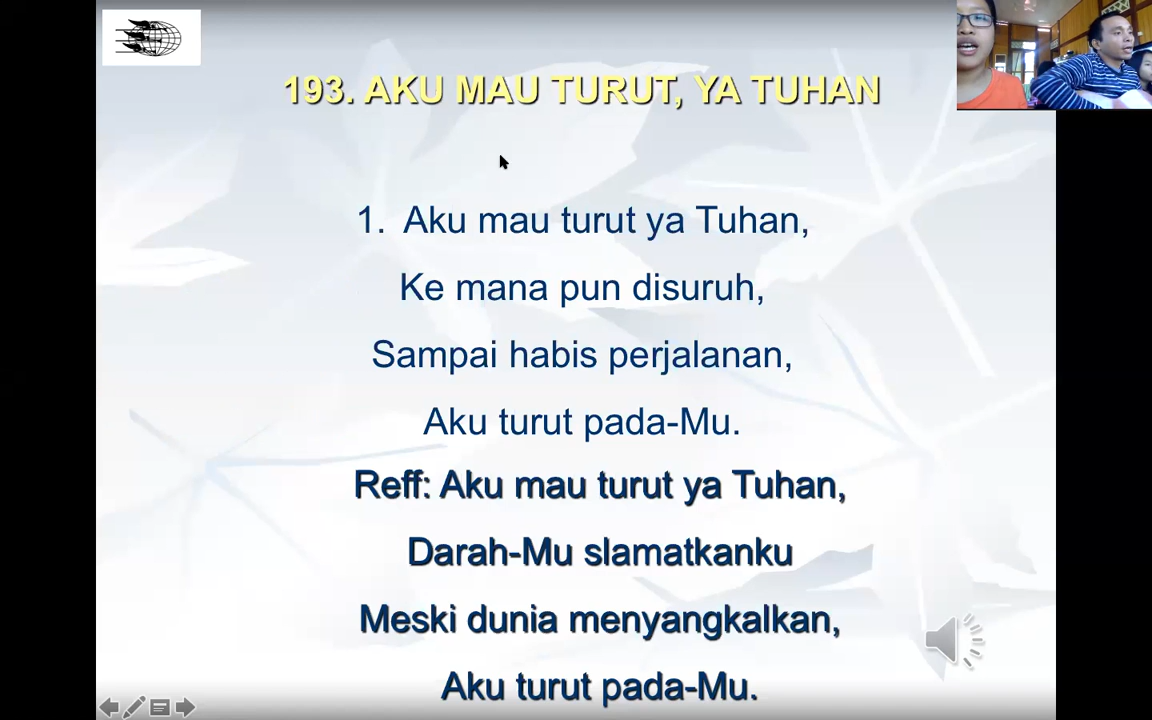 193. AKU MAU TURUT, YA TUHAN
1. Aku mau turut ya Tuhan,
Ke mana pun disuruh,
Sampai habis perjalanan,
Aku turut pada-Mu.
Reff: Aku mau turut ya Tuhan,
Darah-Mu slamatkanku
Meski dunia menyangkalkan,
Aku turut pada-Mu.